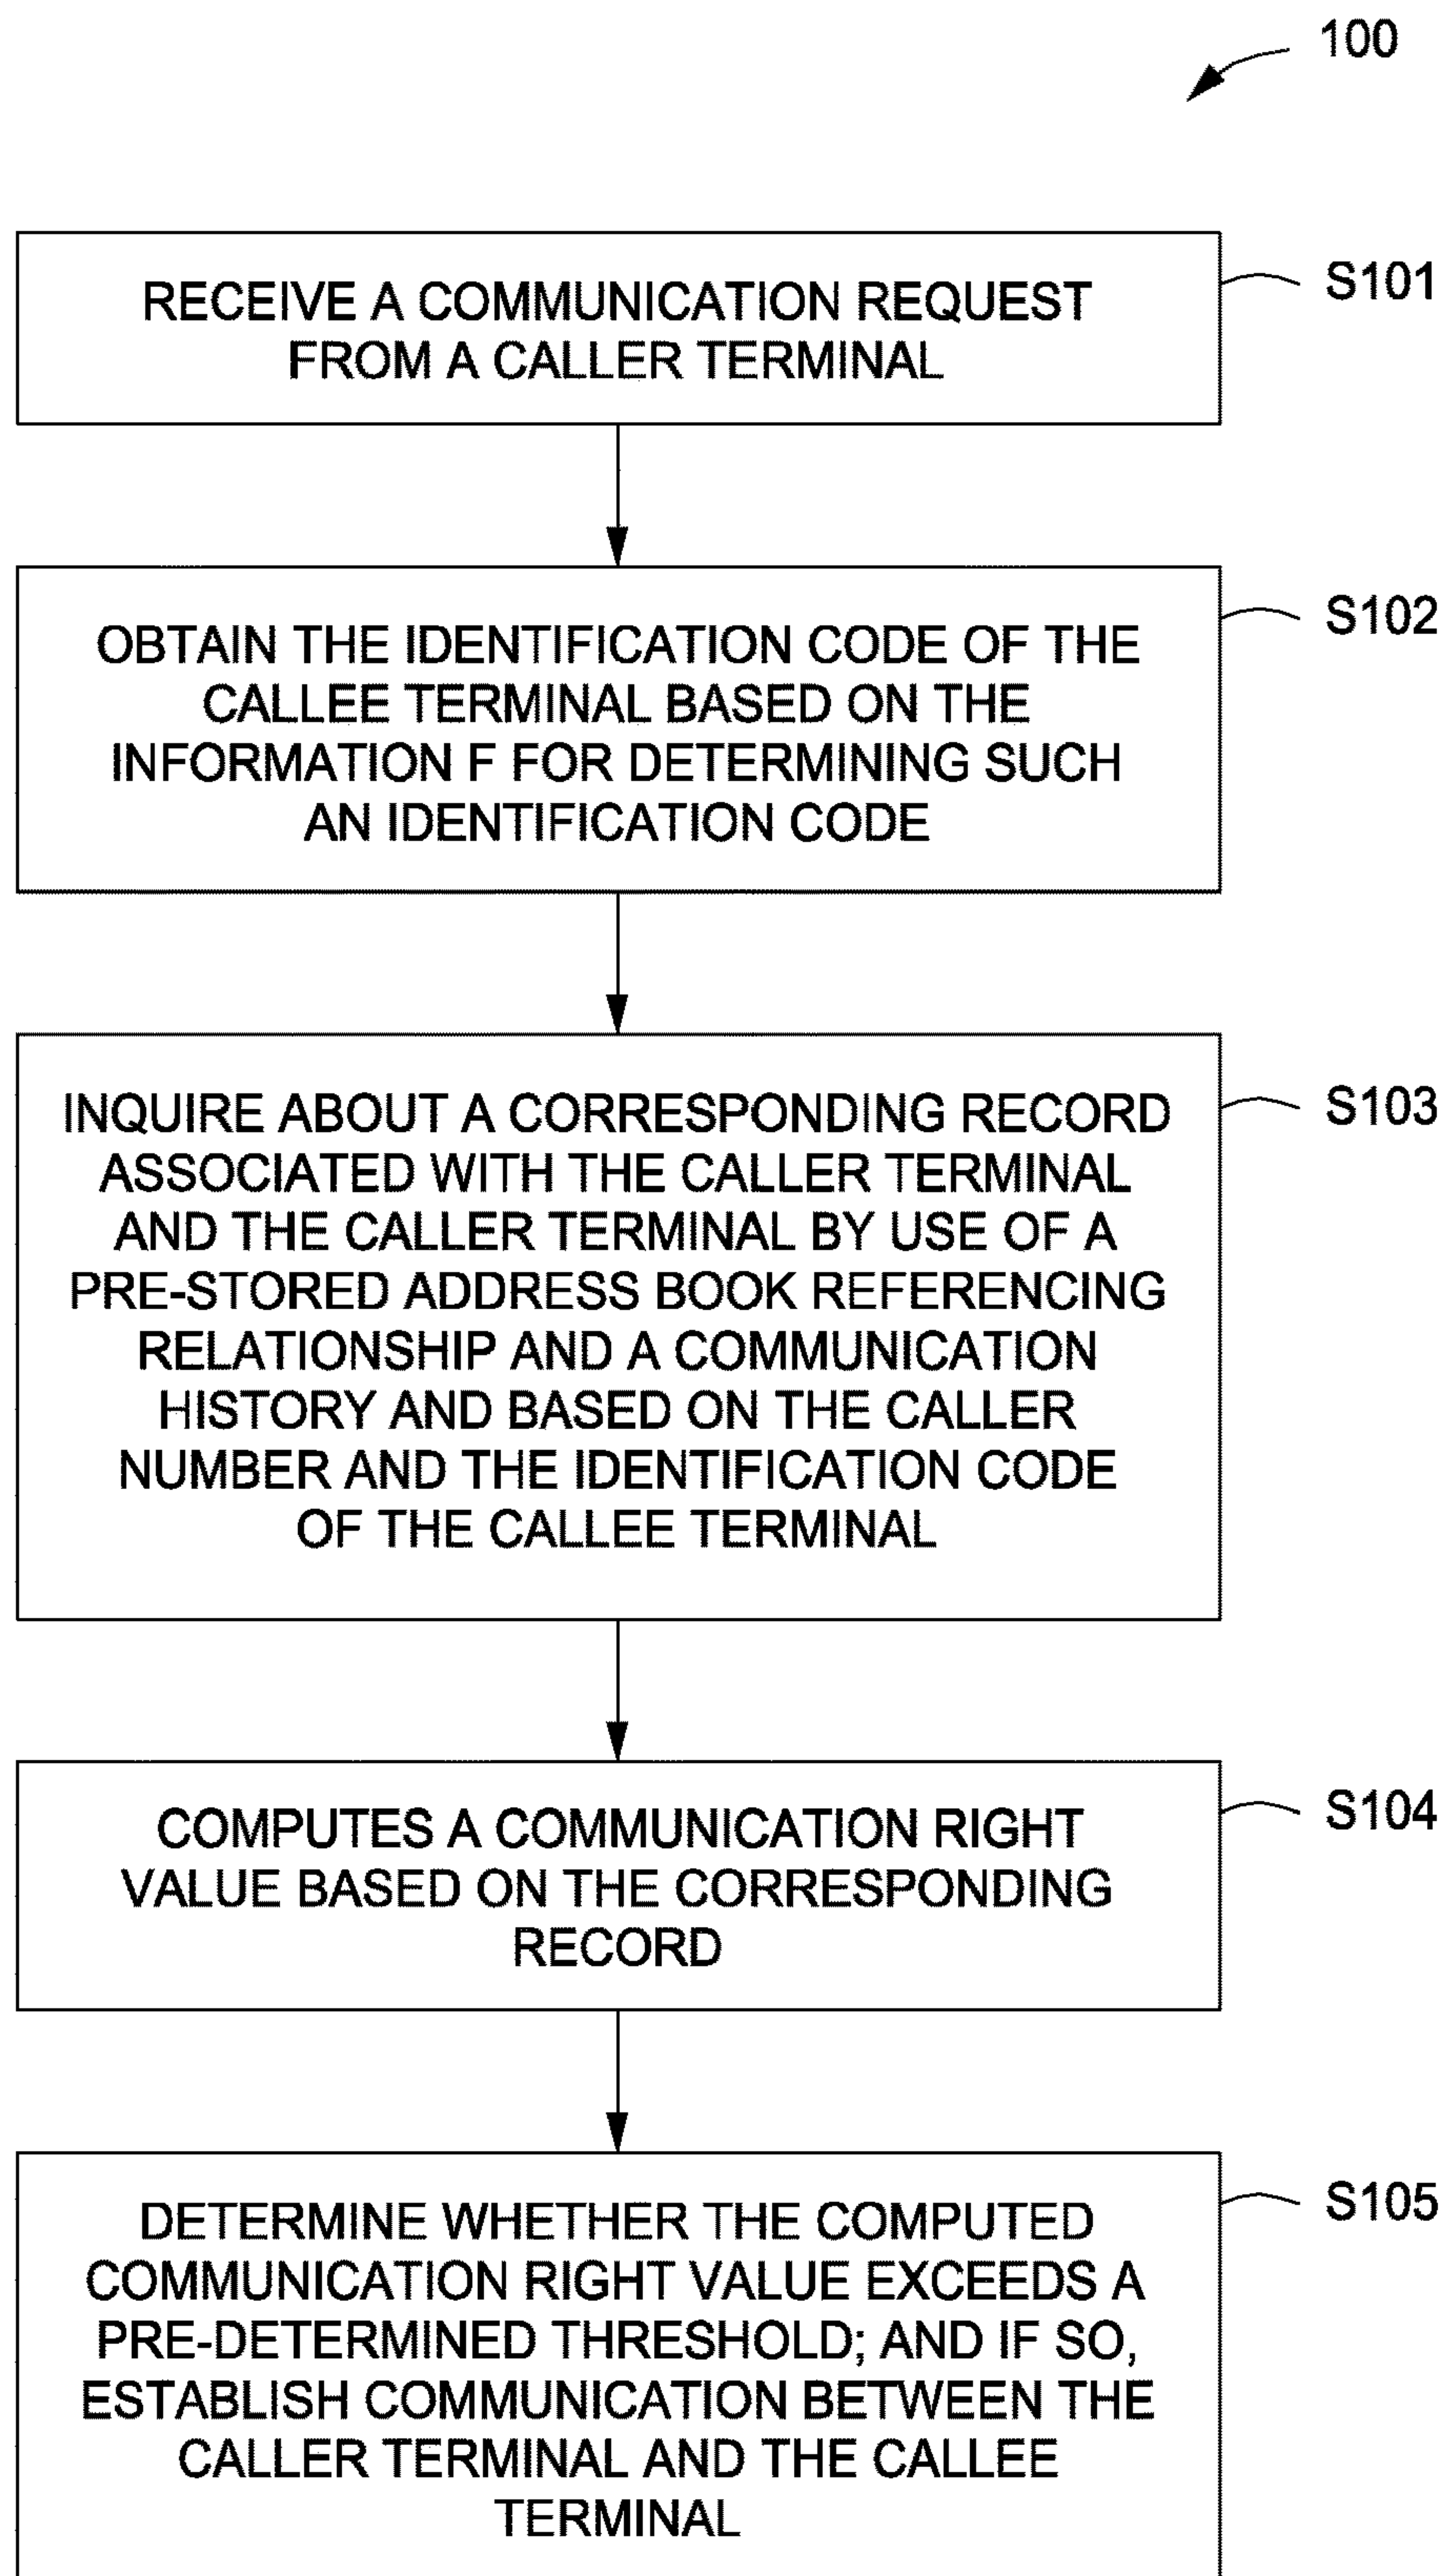 100
RECEIVE A COMMUNICATION REQUEST
FROM A CALLER TERMINAL
S101
OBTAIN THE IDENTIFICATION CODE OF THE
CALLEE TERMINAL BASED ON THE
INFORMATION F FOR DETERMINING SUCH
AN IDENTIFICATION CODE
S102
INQUIRE ABOUT A CORRESPONDING RECORD
ASSOCIATED WITH THE CALLER TERMINAL
AND THE CALLER TERMINAL BY USE OF A
PRE-STORED ADDRESS BOOK REFERENCING
RELATIONSHIP AND A COMMUNICATION
HISTORY AND BASED ON THE CALLER
NUMBER AND THE IDENTIFICATION CODE
OF THE CALLEE TERMINAL
S103
COMPUTES A COMMUNICATION RIGHT
VALUE BASED ON THE CORRESPONDING
RECORD
S104
DETERMINE WHETHER THE COMPUTED
COMMUNICATION RIGHT VALUE EXCEEDS A
PRE-DETERMINED THRESHOLD; AND IF SO,
ESTABLISH COMMUNICATION BETWEEN THE
CALLER TERMINAL AND THE CALLEE
TERMINAL
S105